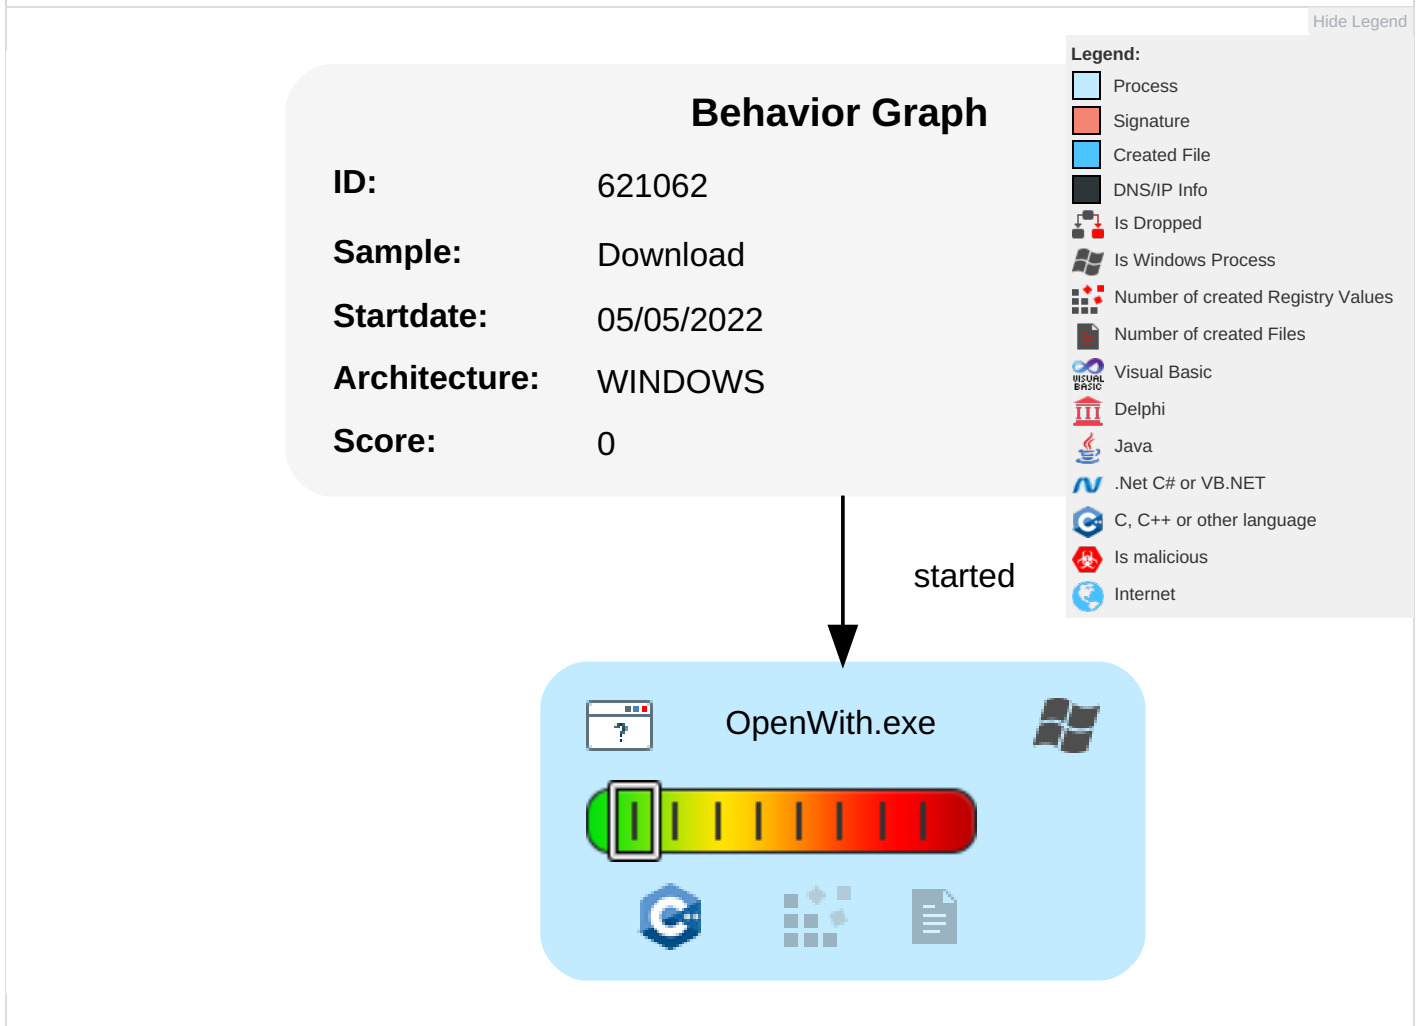 Hide Legend
Legend:
Process
Signature
Created File
DNS/IP Info
Is Dropped
Is Windows Process
Number of created Registry Values
Number of created Files
VISUAL
BASIC
Visual Basic
Delphi
Java
.Net C# or VB.NET
C, C++ or other language
Is malicious
Internet
Behavior Graph
ID: 621062
Sample: Download
Startdate: 05/05/2022
Architecture: WINDOWS
Score: 0
started
? OpenWith.exe